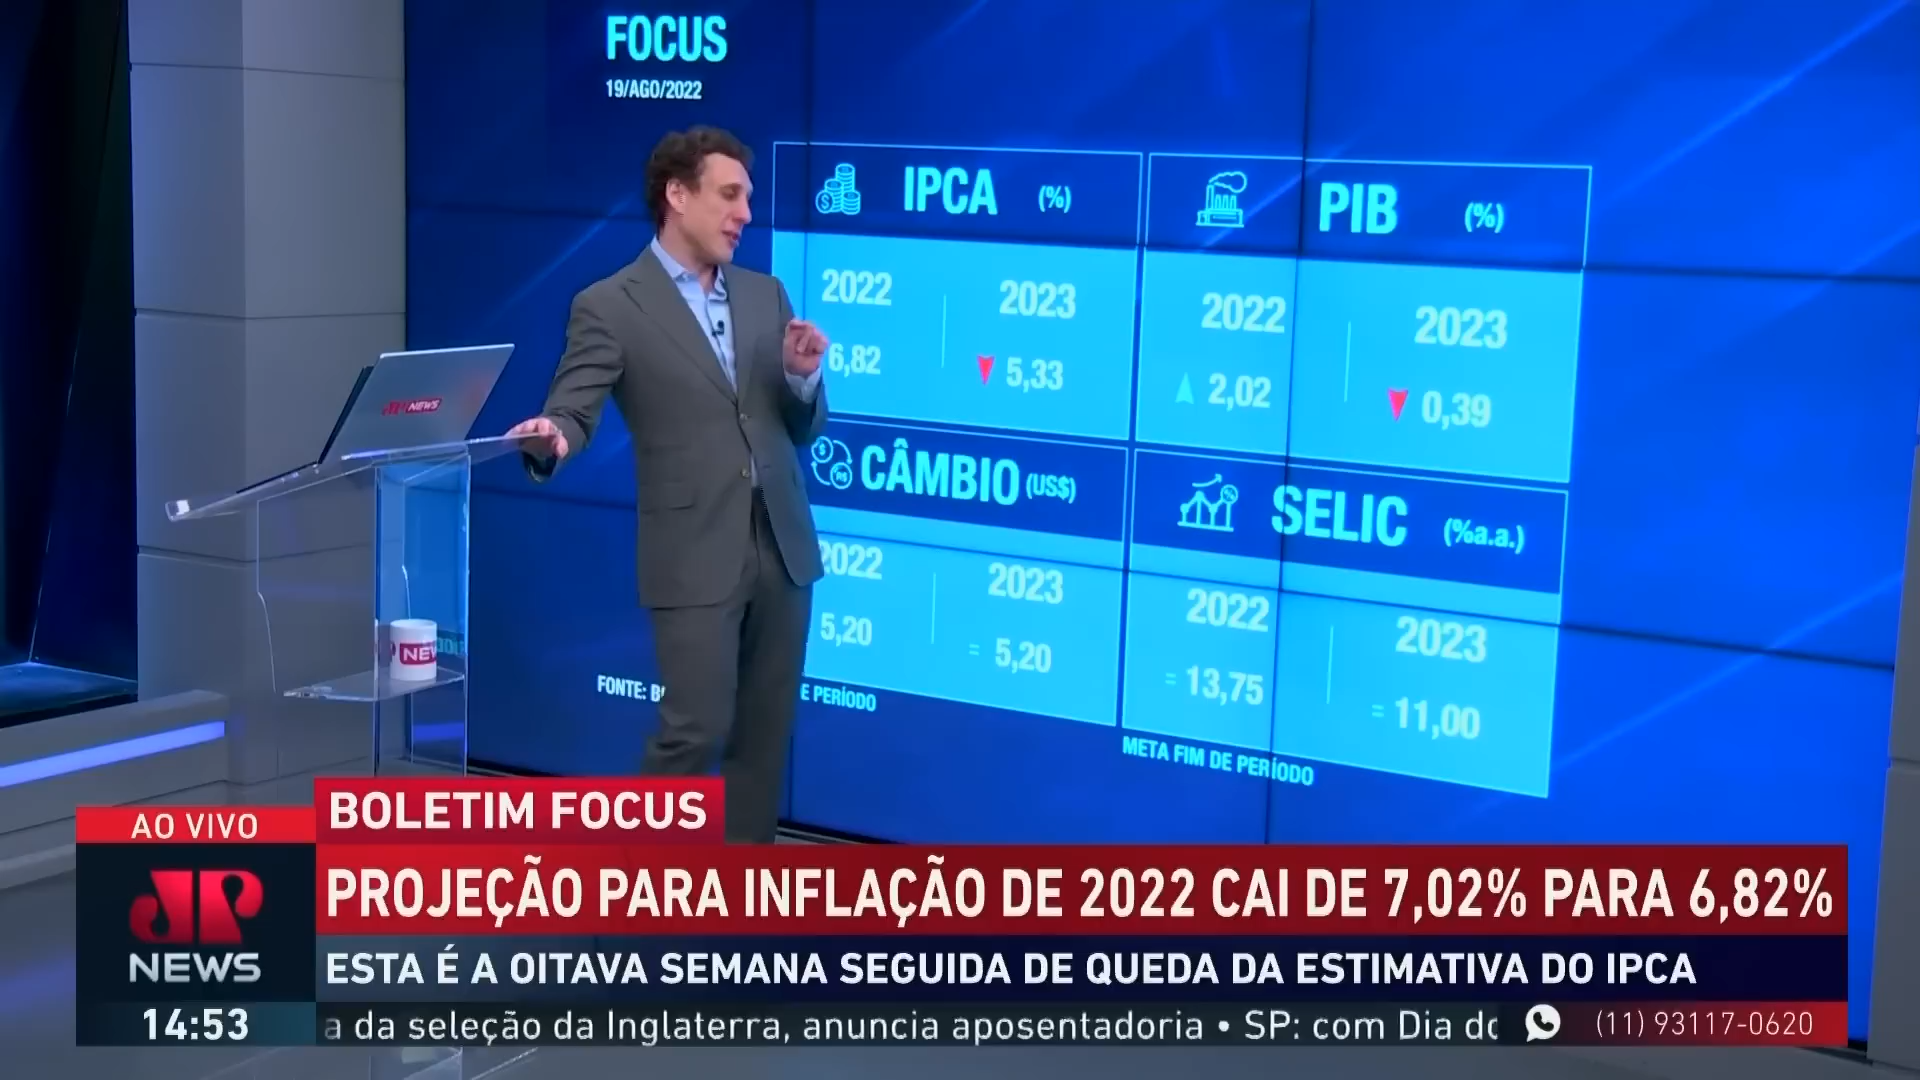 FOCUS
19/AGO/2022
IPCA (%)
2022 2023
6,82 5,33
PIB (%)
2022 2023
2,02 0,39
CÂMBIO (US$)
2022 2023
5,20 = 5,20
SELIC (%a.a.)
2022 2023
= 13,75 = 11,00
FONTE:
E PERÍODO
META FIM DE PERÍODO
JP NEWS
NEW
BOLETIM FOCUS
AO VIVO
PROJEÇÃO PARA INFLAÇÃO DE 2022 CAI DE 7,02% PARA 6,82%
JP NEWS
ESTA É A OITAVA SEMANA SEGUIDA DE QUEDA DA ESTIMATIVA DO IPCA
14:53
a da seleção da Inglaterra, anuncia aposentadoria • SP: com Dia do
(11) 93117-0620